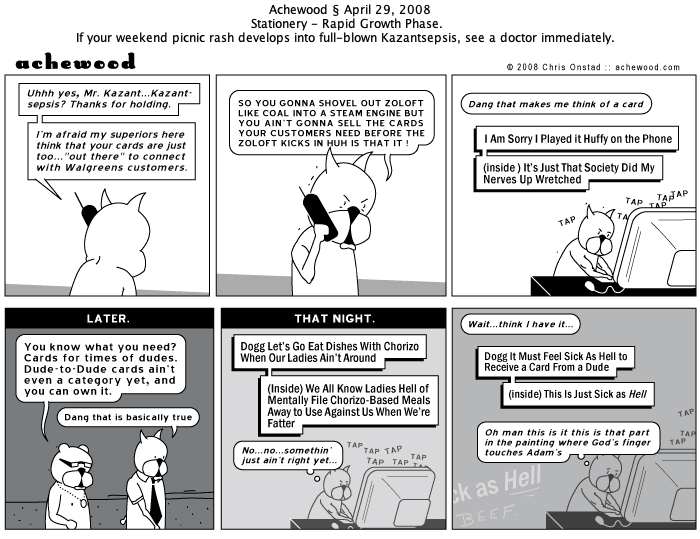 Achewood § April 29, 2008
Stationery – Rapid Growth Phase.
If your weekend picnic rash develops into full-blown Kazantsepsis, see a doctor immediately.
achewood
© 2008 Chris Onstad :: achewood.com
Uhhh yes, Mr. Kazant...Kazant-
sepsis? Thanks for holding.
I'm afraid my superiors here
think that your cards are just
too..."out there" to connect
with Walgreens customers.
SO YOU GONNA SHOVEL OUT ZOLOFT
LIKE COAL INTO A STEAM ENGINE BUT
YOU AIN'T GONNA SELL THE CARDS
YOUR CUSTOMERS NEED BEFORE THE
ZOLOFT KICKS IN HUH IS THAT IT !
Dang that makes me think of a card
I Am Sorry I Played it Huffy on the Phone
(inside ) It's Just That Society Did My
Nerves Up Wretched
TAP TAP TAP TAP TAP TAP
LATER.
You know what you need?
Cards for times of dudes.
Dude-to-Dude cards ain't
even a category yet, and
you can own it.
Dang that is basically true
THAT NIGHT.
Dogg Let's Go Eat Dishes With Chorizo
When Our Ladies Ain't Around
(Inside) We All Know Ladies Hell of
Mentally File Chorizo-Based Meals
Away to Use Against Us When We're
Fatter
No...no...somethin'
just ain't right yet...
TAP
TAP TAP
TAP TAP TAP
Wait...think I have it...
Dogg It Must Feel Sick As Hell to
Receive a Card From a Dude
(inside) This Is Just Sick as Hell
Oh man this is it this is that part
in the painting where God's finger
touches Adam's
TAP
TAP
ck as Hell
BEEF.